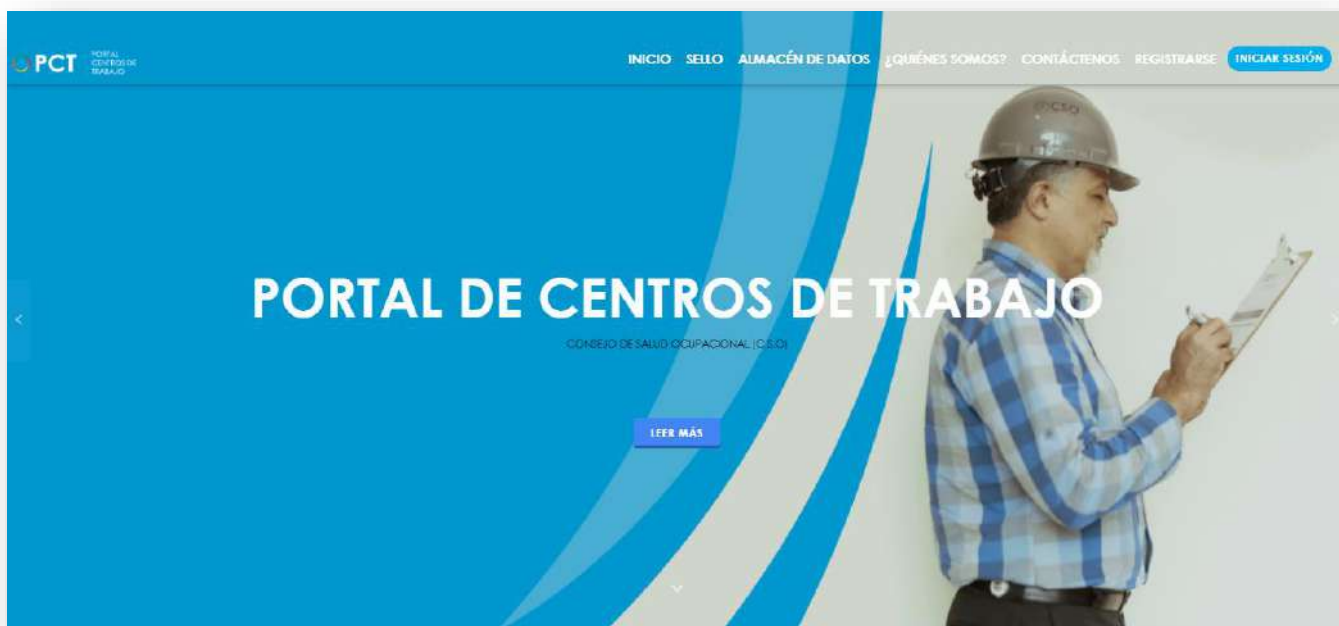 PCT
PORTAL
CENTROS DE
TRABAJO
INICIO SELLO ALMACÉN DE DATOS ¿QUIÉNES SOMOS? CONTÁCTENOS REGISTRARSE INICIAR SESIÓN
CSO
PORTAL DE CENTROS DE TRABAJO
CONSEJO DE SALUD OCUPACIONAL (C.S.O)
LEER MÁS